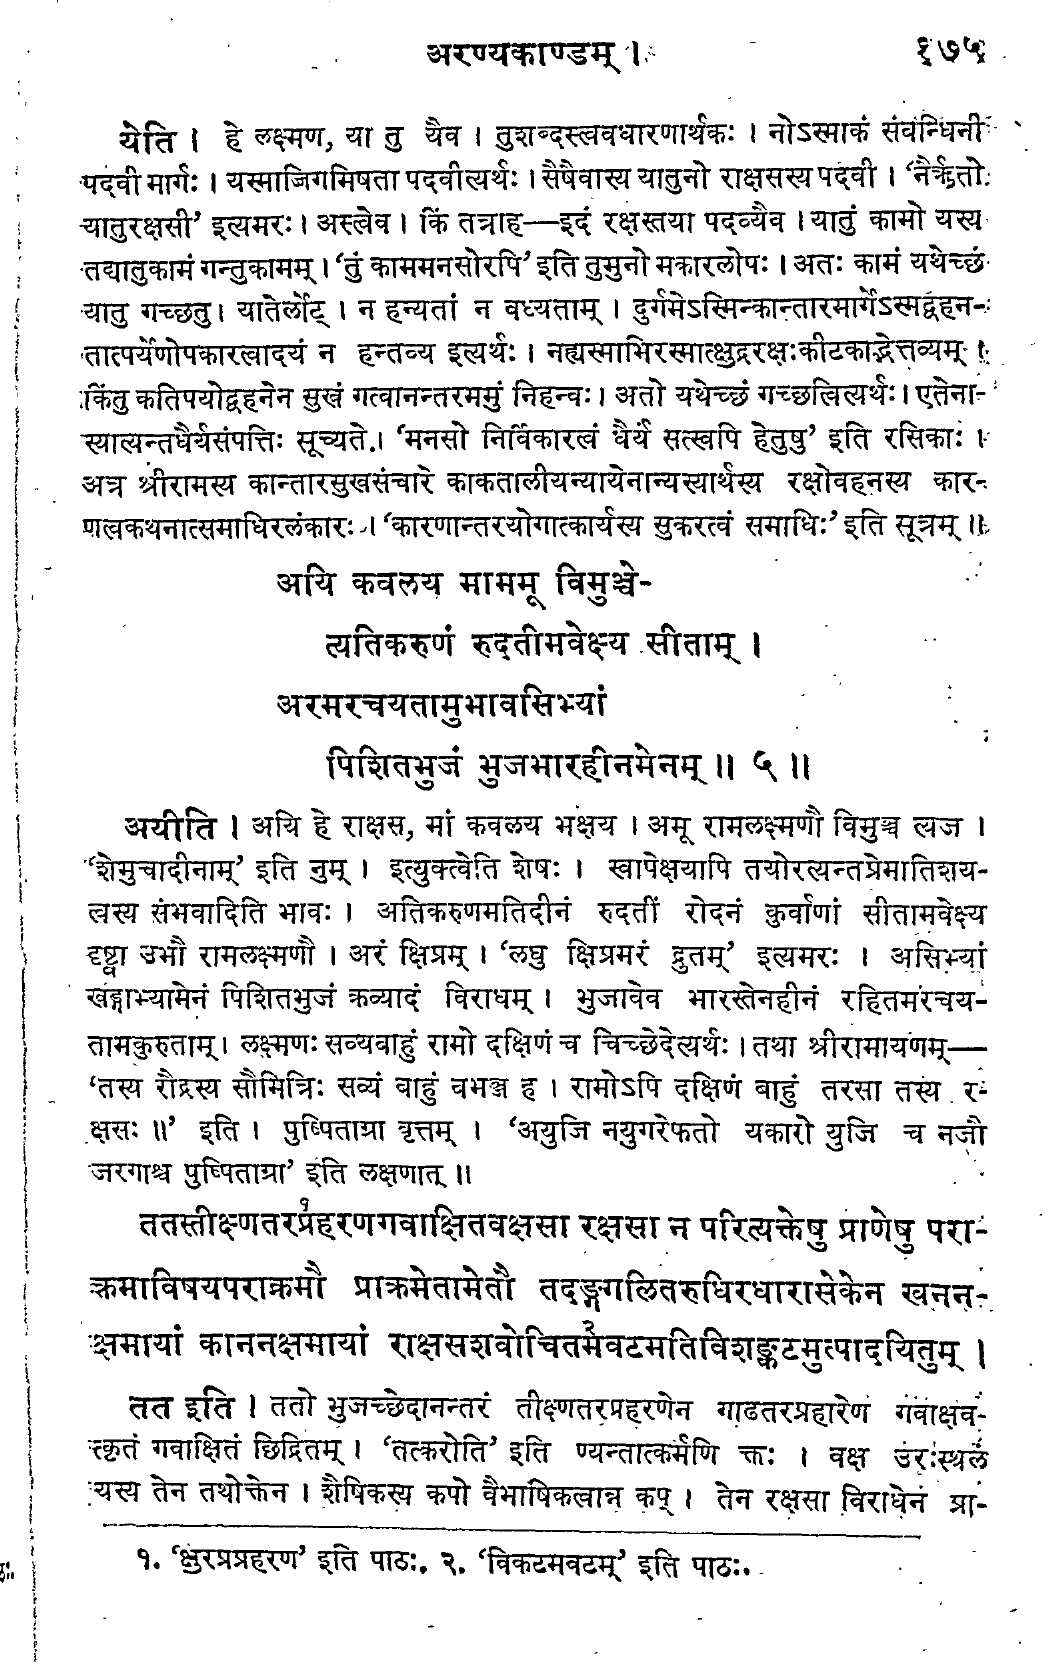 अरण्यकाण्डम् । १७५
येति । हे लक्ष्मण, या तु यैव । तुशब्दस्त्ववधारणार्थकः । नोऽस्माकं संबन्धिनी
पदवी मार्गः । यस्माजिगमिषता पदवीत्यर्थः । सैषैवास्य यातुनो राक्षसस्य पदवी । ‘नैर्ऋतो
यातुरक्षसी’ इत्यमरः । अस्त्वेव । किं तत्राह—इदं रक्षस्तया पदव्यैव । यातुं कामो यस्य
तद्यातुकामं गन्तुकामम् । ‘तुं काममनसोरपि’ इति तुमुनो मकारलोपः । अतः कामं यथेच्छं
यातु गच्छतु । यातेर्लोट् । न हन्यतां न वध्यताम् । दुर्गमेऽस्मिन्कान्तारमार्गेऽस्मद्वहन-
तात्पर्येणोपकारत्वादयं न हन्तव्य इत्यर्थः । नह्यस्माभिरस्मात्क्षुद्ररक्षःकीटकाद्भेत्तव्यम् ।
किंतु कतिपयोद्वहनेन सुखं गत्वानन्तरममुं निहन्वः । अतो यथेच्छं गच्छत्वित्यर्थः । एतेना-
स्यात्यन्तधैर्यसंपत्तिः सूच्यते । ‘मनसो निर्विकारत्वं धैर्यं सत्स्वपि हेतुषु’ इति रसिकाः ।
अत्र श्रीरामस्य कान्तारसुखसंचारे काकतालीयन्यायेनान्यस्यार्थस्य रक्षोवहनस्य कार-
णत्वकथनात्समाधिरलंकारः । ‘कारणान्तरयोगात्कार्यस्य सुकरत्वं समाधिः’ इति सूत्रम् ॥
अयि कवलय माममू विमुञ्चे-
त्यतिकरुणं रुदतीमवेक्ष्य सीताम् ।
अरमरचयतामुभावसिभ्यां
पिशितभुजं भुजभारहीनमेनम् ॥ ५ ॥
अयीति । अयि हे राक्षस, मां कवलय भक्षय । अमू रामलक्ष्मणौ विमुञ्च त्यज ।
‘शेमुचादीनाम्’ इति नुम् । इत्युक्त्वेति शेषः । स्वापेक्षयापि तयोरत्यन्तप्रेमातिशय-
त्वस्य संभवादिति भावः । अतिकरुणमतिदीनं रुदतीं रोदनं कुर्वाणां सीतामवेक्ष्य
दृष्ट्वा उभौ रामलक्ष्मणौ । अरं क्षिप्रम् । ‘लघु क्षिप्रमरं द्रुतम्’ इत्यमरः । असिभ्यां
खङ्गाभ्यामेनं पिशितभुजं क्रव्यादं विराधम् । भुजावेव भारस्तेनहीनं रहितमरचय-
तामकुरुताम् । लक्ष्मणः सव्यबाहुं रामो दक्षिणं च चिच्छेदेत्यर्थः । तथा श्रीरामायणम्—
‘तस्य रौद्रस्य सौमित्रिः सव्यं बाहुं बभञ्ज ह । रामोऽपि दक्षिणं बाहुं तरसा तस्य र-
क्षसः ॥’ इति । पुष्पिताग्रा वृत्तम् । ‘अयुजि नयुगरेफतो यकारो युजि च नजौ
जरगाश्च पुष्पिताग्रा’ इति लक्षणात् ॥
ततस्तीक्ष्णतरप्रहरणगवाक्षितवक्षसा रक्षसा न परित्यक्तेषु प्राणेषु परा-
क्रमाविषयपराक्रमौ प्राक्रमेतामेतौ तदङ्गगलितरुधिरधारासेकेन खनन-
क्षमायां काननक्षमायां राक्षसशवोचितमवटमतिविशङ्कटमुत्पादयितुम् ।
तत इति । ततो भुजच्छेदानन्तरं तीक्ष्णतरप्रहरणेन गाढतरप्रहारेण गवाक्षव-
त्कृतं गवाक्षितं छिद्रितम् । ‘तत्करोति’ इति ण्यन्तात्कर्मणि क्तः । वक्ष उरःस्थलं
यस्य तेन तथोक्तेन । शैषिकस्य कपो वैभाषिकत्वान्न कप् । तेन रक्षसा विराधेन प्रा-
१. ‘क्षुरप्रप्रहरण’ इति पाठः. २. ‘विकटमवटम्’ इति पाठः.